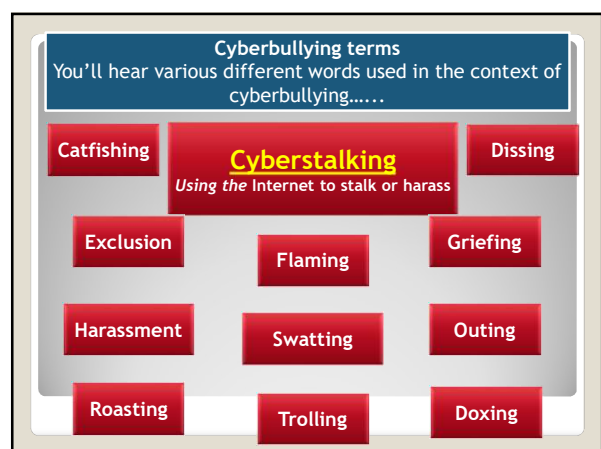 Cyberbullying terms
You'll hear various different words used in the context of
cyberbullying…...
Catfishing
Cyberstalking
Using the Internet to stalk or harass
Dissing
Exclusion
Flaming
Griefing
Harassment
Swatting
Outing
Roasting
Trolling
Doxing